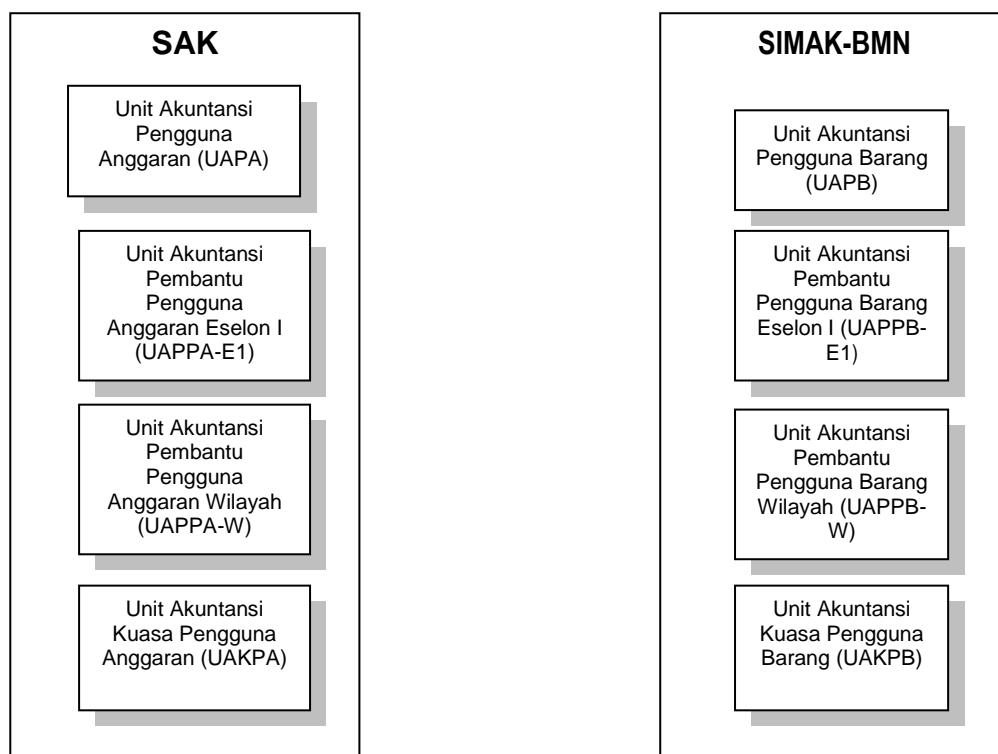 SAK
Unit Akuntansi
Pengguna
Anggaran (UAPA)
Unit Akuntansi
Pembantu
Pengguna
Anggaran Eselon I
(UAPPA-E1)
Unit Akuntansi
Pembantu
Pengguna
Anggaran Wilayah
(UAPPA-W)
Unit Akuntansi
Kuasa Pengguna
Anggaran (UAKPA)
SIMAK-BMN
Unit Akuntansi
Pengguna Barang
(UAPB)
Unit Akuntansi
Pembantu
Pengguna Barang
Eselon I (UAPPB-
E1)
Unit Akuntansi
Pembantu
Pengguna Barang
Wilayah (UAPPB-
W)
Unit Akuntansi
Kuasa Pengguna
Barang (UAKPB)